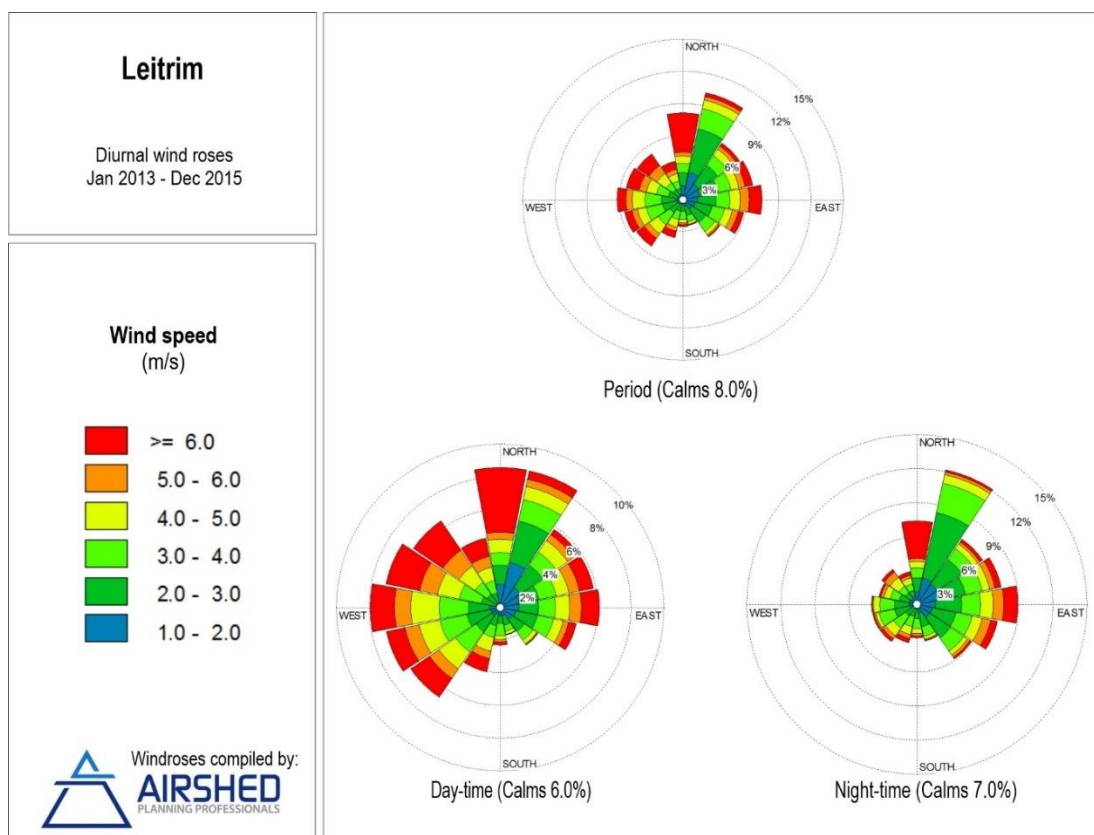 Leitrim
Diurnal wind roses
Jan 2013 - Dec 2015
Wind speed
(m/s)
>= 6.0
5.0 - 6.0
4.0 - 5.0
3.0 - 4.0
2.0 - 3.0
1.0 - 2.0
Windroses compiled by:
AIRSHED
PLANNING PROFESSIONALS
NORTH
15%
12%
9%
6%
3%
WEST
EAST
SOUTH
Period (Calms 8.0%)
NORTH
10%
8%
6%
4%
2%
WEST
EAST
SOUTH
Day-time (Calms 6.0%)
NORTH
15%
12%
9%
6%
3%
WEST
EAST
SOUTH
Night-time (Calms 7.0%)